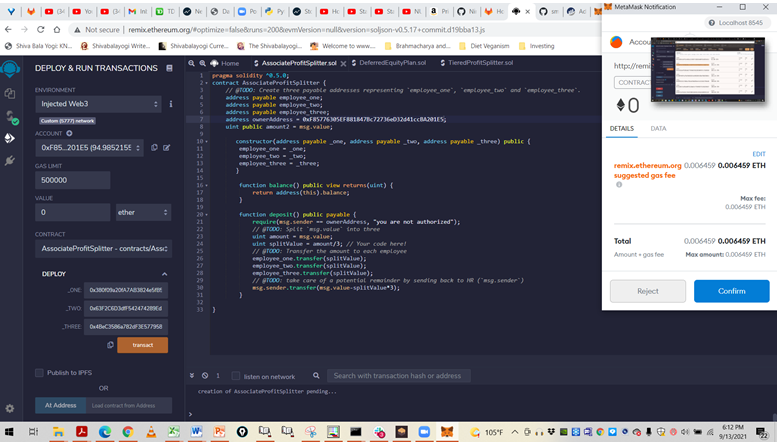 MetaMask Notification
Not secure | remix.ethereum.org/#optimize=false&runs=200&evmVersion=null&version=soljson-v0.5.17+commit.d19bba13.js
Localhost 8545
Shiva Bala Yogi: KN...
Shivabalayogi Write...
Shivabalayogi Curre...
The Shivabalayogi...
Welcome to www....
Brahmacharya and...
Diet Veganism
Investing
DEPLOY & RUN TRANSACTIONS
Home
AssociateProfitSplitter.sol
DeferredEquityPlan.sol
TieredProfitSplitter.sol
ENVIRONMENT
Injected Web3
Custom (5777) network
ACCOUNT
0xF85...201E5 (94.9852155
GAS LIMIT
500000
VALUE
0
ether
CONTRACT
AssociateProfitSplitter - contracts/Ass
DEPLOY
_ONE:
_TWO:
_THREE:
transact
Publish to IPFS
OR
At Address
Load contract from Address
1 pragma solidity ^0.5.0;
2 contract AssociateProfitSplitter {
3 // @TODO: Create three payable addresses representing `employee_one`, `employee_two` and `employee_three`.
4 address payable employee_one;
5 address payable employee_two;
6 address payable employee_three;
7 address ownerAddress =
8 uint public amount2 = msg.value;
9
10 constructor(address payable _one, address payable _two, address payable _three) public {
11 employee_one = _one;
12 employee_two = _two;
13 employee_three = _three;
14 }
15
16 function balance() public view returns(uint) {
17 return address(this).balance;
18 }
19
20 function deposit() public payable {
21 require(msg.sender == ownerAddress, "you are not authorized");
22 // @TODO: Split `msg.value` into three
23 uint amount = msg.value;
24 uint splitValue = amount/3; // Your code here!
25 // @TODO: Transfer the amount to each employee
26 employee_one.transfer(splitValue);
27 employee_two.transfer(splitValue);
28 employee_three.transfer(splitValue);
29 // @TODO: take care of a potential remainder by sending back to HR (`msg.sender`)
30 msg.sender.transfer(msg.value-splitValue*3);
31 }
32
33 }
1
listen on network
Search with transaction hash or address
creation of AssociateProfitSplitter pending...
>
0
DETAILS
DATA
EDIT
remix.ethereum.org suggested gas fee
0.006459 0.006459 ETH
Max fee:
0.006459 ETH
Total
0.006459 0.006459 ETH
Amount + gas fee
Max amount: 0.006459 ETH
Reject
Confirm
105°F
6:12 PM
9/13/2021
22